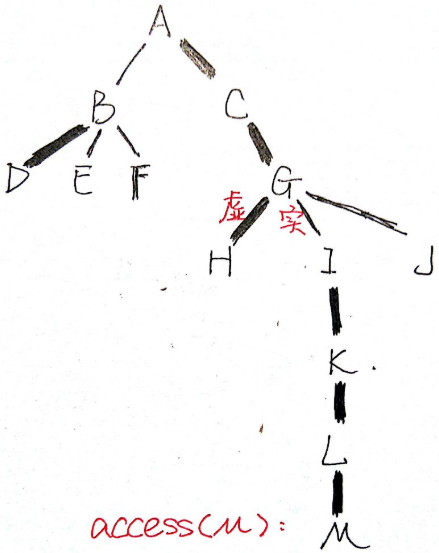 A
B C
D E F G
虚 实
H I J
K
L
access(M): M